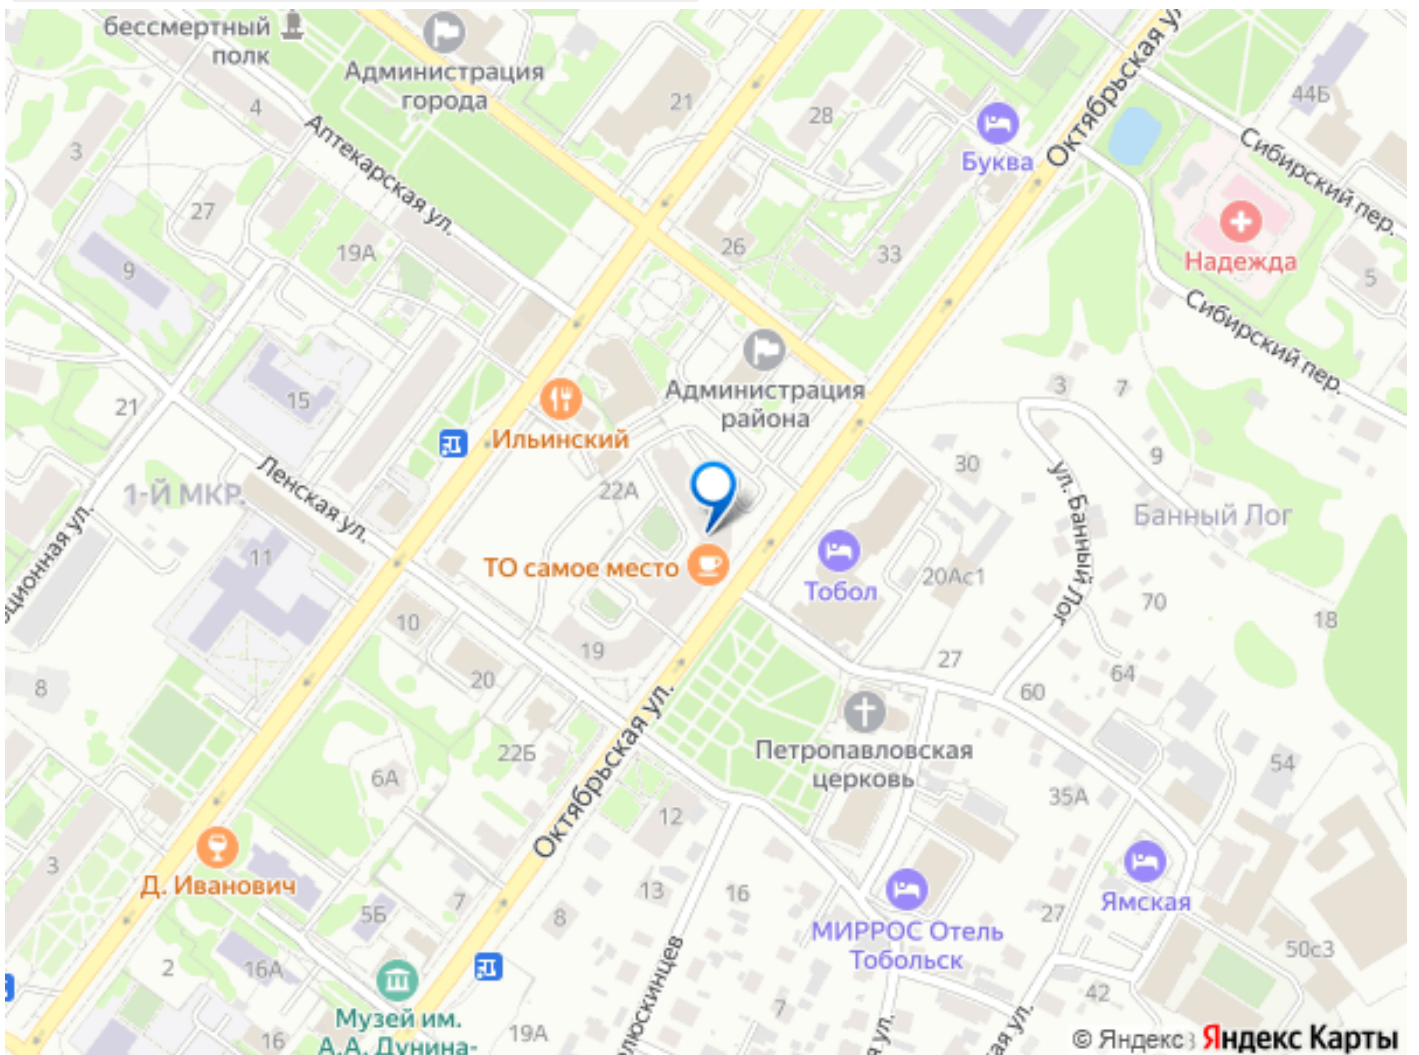 бессмертный
полк
Администрация
города
4
Аптекарская ул.
3
21
28
Буква
Октябрьская ул.
44Б
Сибирский пер.
Надежда
5
Сибирский пер.
27
19А
9
26
33
Администрация
района
15
21
Ильинский
Ленская ул.
1-Й МКР.
22А
ТО самое место
Тобол
20Ас1
30
3
7
9
ул. Банный Лог
Банный Лог
70
18
64
11
10
19
20
27
60
8
22Б
6А
Октябрьская ул.
Петропавловская
церковь
54
35А
12
3
Д. Иванович
13
16
7
5Б
8
МИРРОС Отель
Тобольск
Ямская
27
50с3
2
16А
42
7
16
19А
Музей им.
А.А. Дунина-
© Яндекс Яндекс Карты